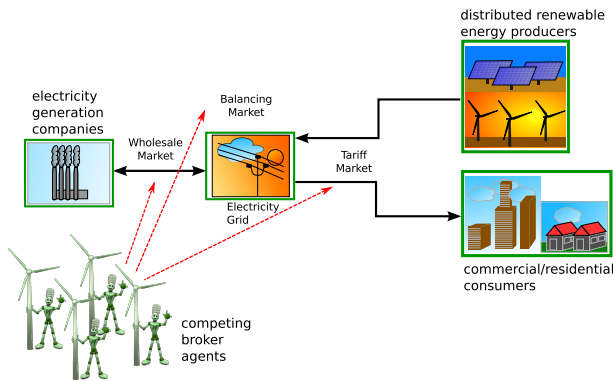 distributed renewable
energy producers
electricity
generation
companies
Balancing
Market
Wholesale
Market
Tariff
Market
Electricity
Grid
commercial/residential
consumers
competing
broker
agents